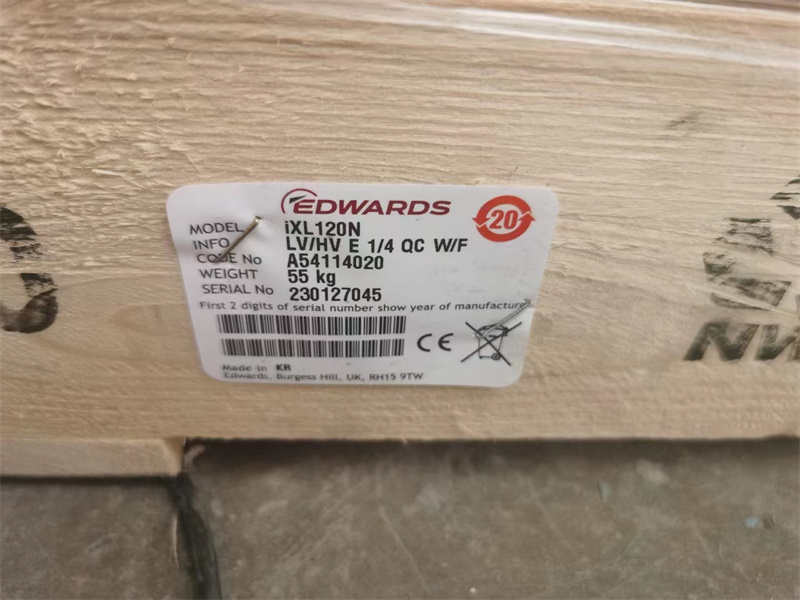 EDWARDS
20
MODEL iXL120N
INFO LV/HV E 1/4 QC W/F
CODE No A54114020
WEIGHT 55 kg
SERIAL No 230127045
First 2 digits of serial number show year of manufacture
CE
Made in KR
Edwards, Burgess Hill, UK, RH15 9TW